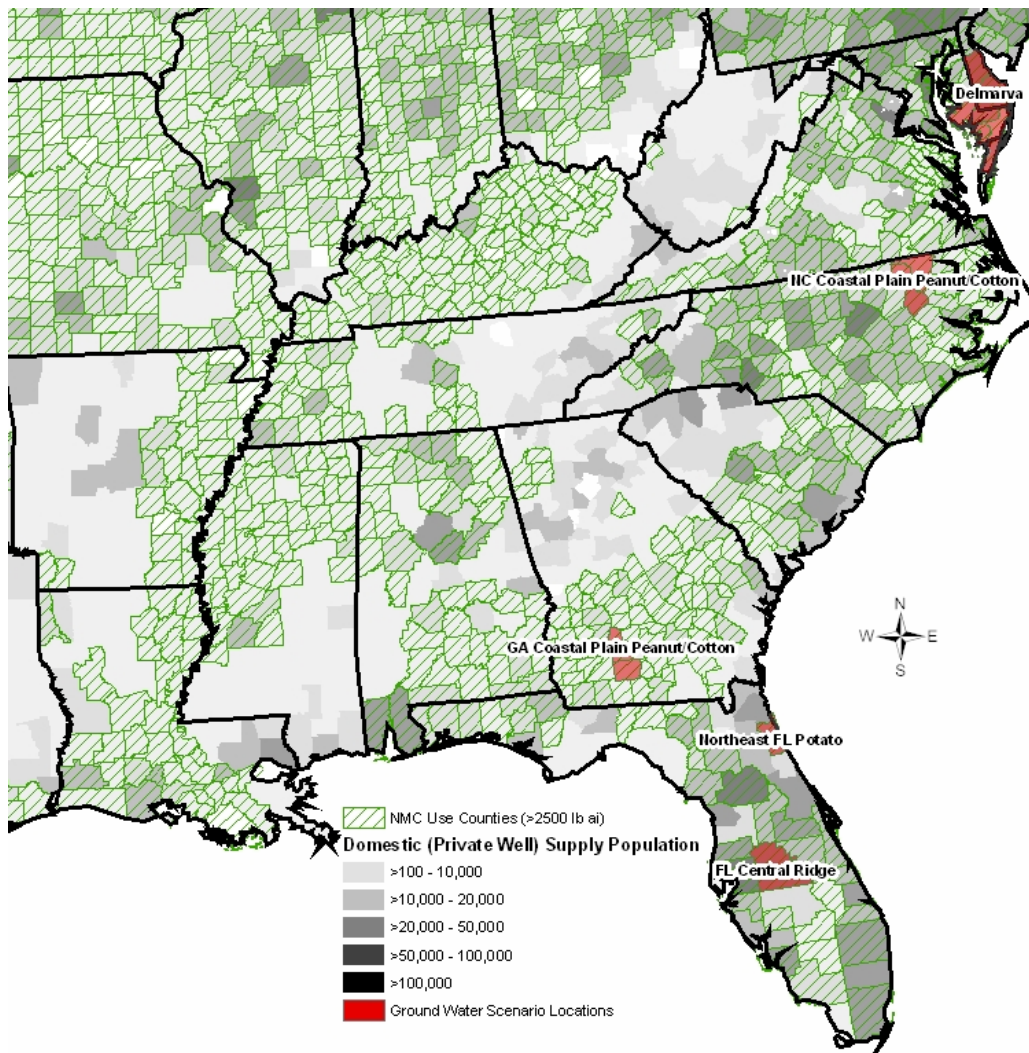 Delmarva
NC Coastal Plain Peanut/Cotton
N
W E
S
GA Coastal Plain Peanut/Cotton
Northeast FL Potato
FL Central Ridge
NMC Use Counties (>2500 lb ai)
Domestic (Private Well) Supply Population
>100 - 10,000
>10,000 - 20,000
>20,000 - 50,000
>50,000 - 100,000
>100,000
Ground Water Scenario Locations